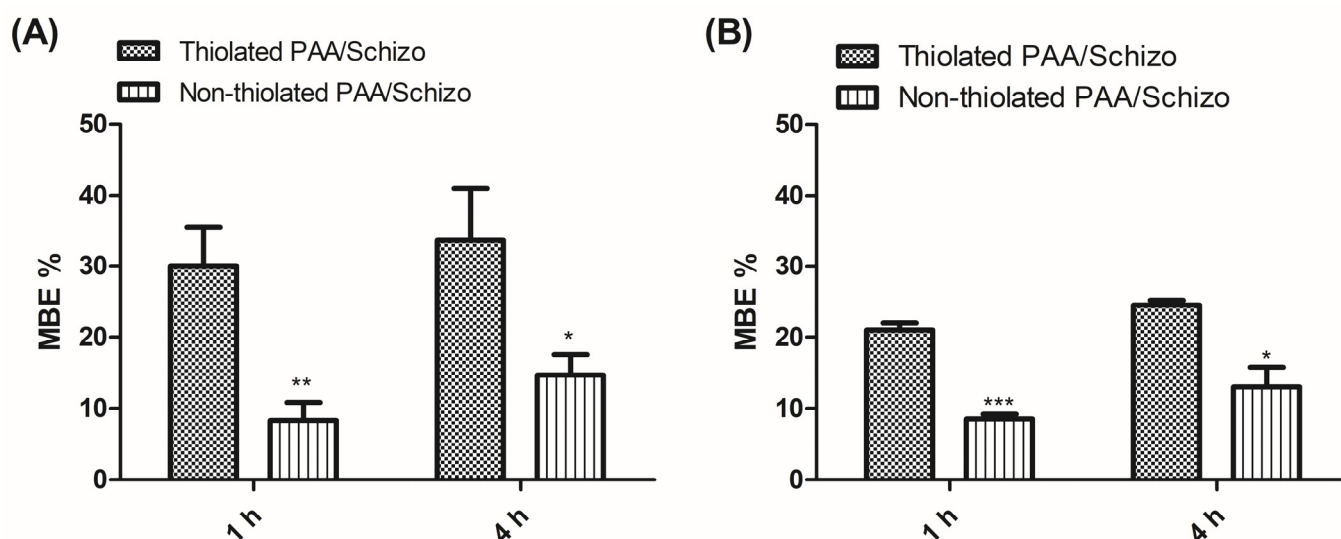 (A)
Thiolated PAA/Schizo
Non-thiolated PAA/Schizo
50
40
30
20
10
0
MBE %
**
*
1 h
4 h
(B)
Thiolated PAA/Schizo
Non-thiolated PAA/Schizo
50
40
30
20
10
0
MBE %
***
*
1 h
4 h